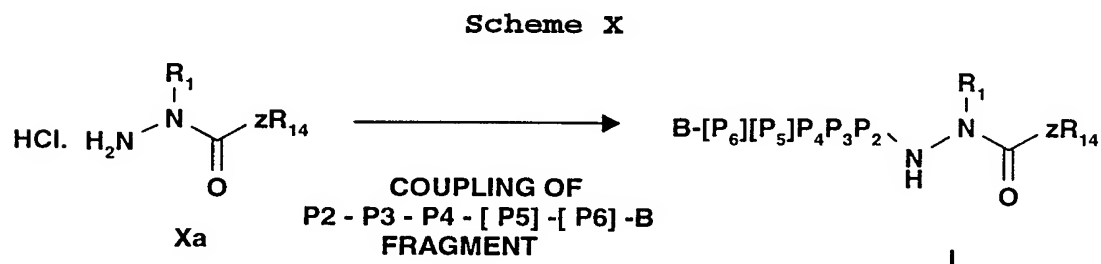 Scheme X
R₁
HCl. H₂N N zR₁₄
O
Xa
COUPLING OF
P2 - P3 - P4 - [ P5] -[ P6] -B
FRAGMENT
B-[P₆][P₅]P₄P₃P₂ N H N R₁ zR₁₄
O
I